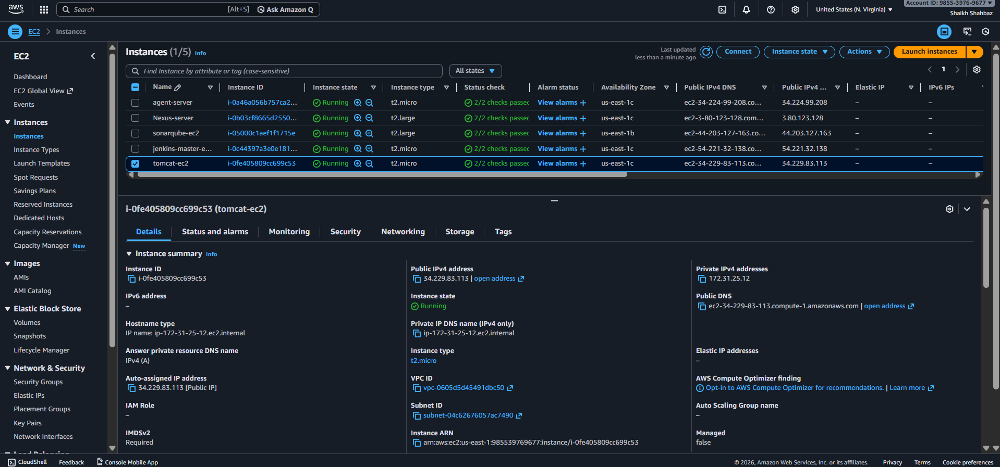 aws
Search [Alt+S] Ask Amazon Q
United States (N. Virginia)
Account ID: 9855-3976-9677
Shaikh Shahbaz
EC2 Instances
EC2
Dashboard
EC2 Global View
Events
Instances
Instances
Instance Types
Launch Templates
Spot Requests
Savings Plans
Reserved Instances
Dedicated Hosts
Capacity Reservations
Capacity Manager New
Images
AMIs
AMI Catalog
Elastic Block Store
Volumes
Snapshots
Lifecycle Manager
Network & Security
Security Groups
Elastic IPs
Placement Groups
Key Pairs
Network Interfaces
Load Balancing
Instances (1/5) Info
Last updated
less than a minute ago
Connect Instance state Actions Launch instances
Find Instance by attribute or tag (case-sensitive) All states 1
Name Instance ID Instance state Instance type Status check Alarm status Availability Zone Public IPv4 DNS Public IPv4 ... Elastic IP IPv6 IPs
agent-server i-0a46a056b757ca2... Running t2.micro 2/2 checks passed View alarms + us-east-1c ec2-34-224-99-208.co... 34.224.99.208 – –
Nexus-server i-0b03cf8665d2550... Running t2.large 2/2 checks passed View alarms + us-east-1c ec2-3-80-123-128.com... 3.80.123.128 – –
sonarqube-ec2 i-05000c1aef1f1715e Running t2.large 2/2 checks passed View alarms + us-east-1b ec2-44-203-127-163.co... 44.203.127.163 – –
jenkins-master-e... i-0c44397a3e0e181... Running t2.micro 2/2 checks passed View alarms + us-east-1c ec2-54-221-32-138.co... 54.221.32.138 – –
tomcat-ec2 i-0fe405809cc699c53 Running t2.micro 2/2 checks passed View alarms + us-east-1c ec2-34-229-83-113.co... 34.229.83.113 – –
i-0fe405809cc699c53 (tomcat-ec2)
Details Status and alarms Monitoring Security Networking Storage Tags
Instance summary Info
Instance ID
i-0fe405809cc699c53
Public IPv4 address
34.229.83.113 | open address
Private IPv4 addresses
172.31.25.12
IPv6 address
–
Instance state
Running
Public DNS
ec2-34-229-83-113.compute-1.amazonaws.com | open address
Hostname type
IP name: ip-172-31-25-12.ec2.internal
Private IP DNS name (IPv4 only)
ip-172-31-25-12.ec2.internal
Answer private resource DNS name
IPv4 (A)
Instance type
t2.micro
Elastic IP addresses
–
Auto-assigned IP address
34.229.83.113 [Public IP]
VPC ID
vpc-0605d5d45491dbc50
AWS Compute Optimizer finding
Opt-in to AWS Compute Optimizer for recommendations. | Learn more
IAM Role
–
Subnet ID
subnet-04c62676057ac7490
Auto Scaling Group name
–
IMDSv2
Required
Instance ARN
arn:aws:ec2:us-east-1:985539769677:instance/i-0fe405809cc699c53
Managed
false
CloudShell Feedback Console Mobile App
© 2026, Amazon Web Services, Inc. or its affiliates. Privacy Terms Cookie preferences